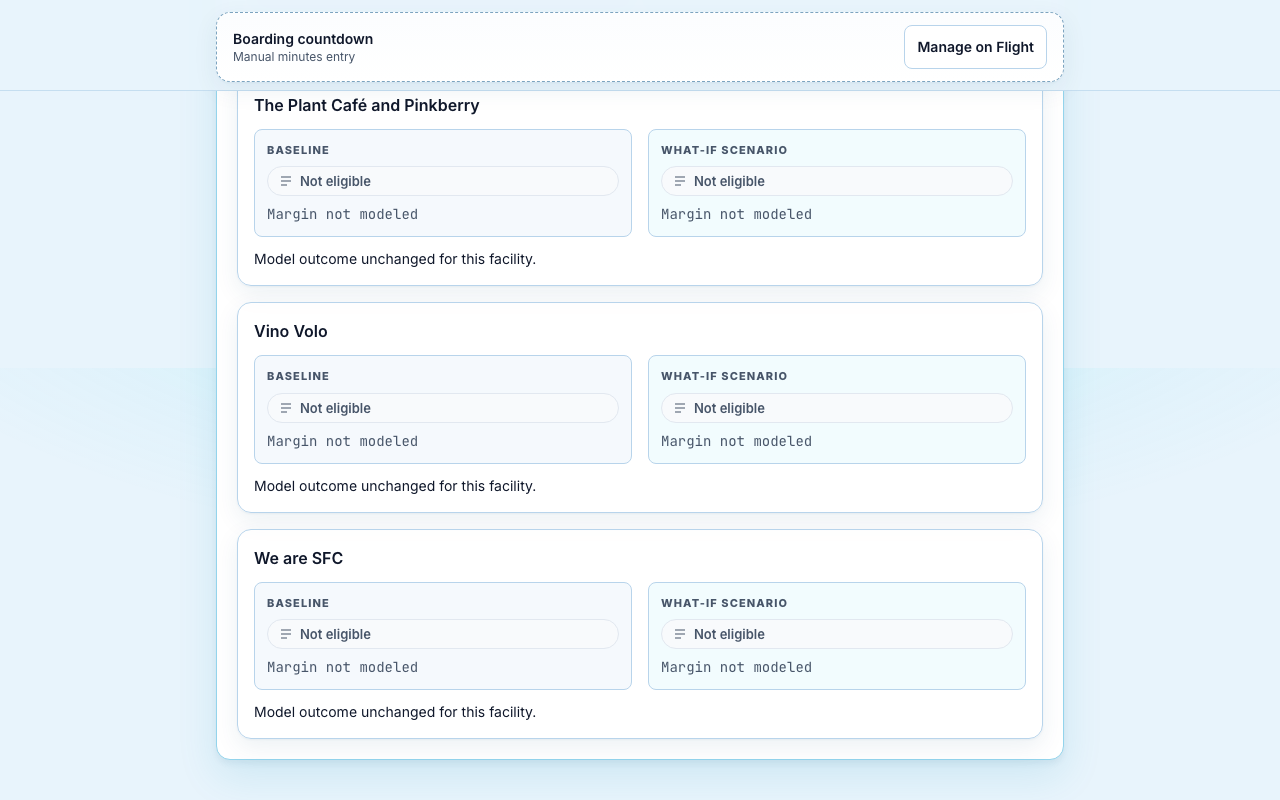 Boarding countdown
Manual minutes entry
Manage on Flight
The Plant Café and Pinkberry
BASELINE
Not eligible
Margin not modeled
WHAT-IF SCENARIO
Not eligible
Margin not modeled
Model outcome unchanged for this facility.
Vino Volo
BASELINE
Not eligible
Margin not modeled
WHAT-IF SCENARIO
Not eligible
Margin not modeled
Model outcome unchanged for this facility.
We are SFC
BASELINE
Not eligible
Margin not modeled
WHAT-IF SCENARIO
Not eligible
Margin not modeled
Model outcome unchanged for this facility.